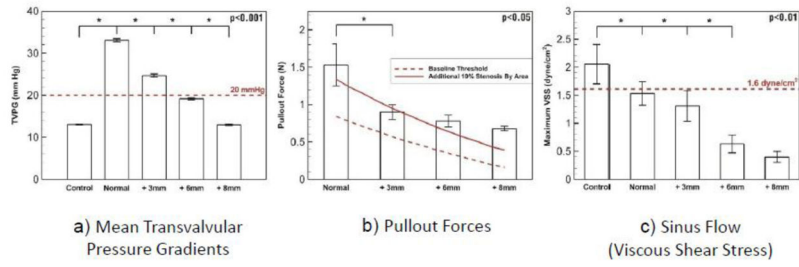 p<0.001
* * * *
40
30
20
10
0
TVPG (mm Hg)
20 mmHg
Control Normal + 3mm + 6mm + 8mm
a) Mean Transvalvular
Pressure Gradients
p<0.05
*
2
1.5
1
0.5
0
Pullout Force (N)
Baseline Threshold
Additional 10% Stenosis By Area
Normal + 3mm + 6mm + 8mm
b) Pullout Forces
p<0.01
* * *
3
2.5
2
1.5
1
0.5
0
Maximum VSS (dyne/cm²)
1.6 dyne/cm²
Control Normal + 3mm + 6mm + 8mm
c) Sinus Flow
(Viscous Shear Stress)